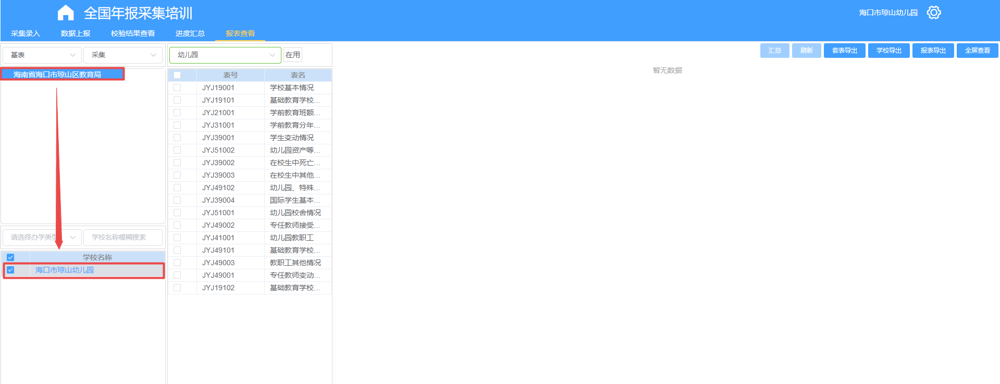 全国年报采集培训
海口市琼山幼儿园
采集录入 数据上报 校验结果查看 进度汇总 报表查看
基表 采集 幼儿园 在用
汇总 刷新 套表导出 学校导出 报表导出 全屏查看
海南省海口市琼山区教育局
暂无数据
表号 表名
JYJ19001 学校基本情况
JYJ19101 基础教育学校...
JYJ21001 学前教育班额...
JYJ31001 学前教育分年...
JYJ39001 学生变动情况
JYJ51002 幼儿园资产等...
JYJ39002 在校生中死亡...
JYJ39003 在校生中其他...
JYJ49102 幼儿园、特殊...
JYJ39004 国际学生基本...
JYJ51001 幼儿园校舍情况
JYJ49002 专任教师接受...
JYJ41001 幼儿园教职工
JYJ49101 基础教育学校...
JYJ49003 教职工其他情况
JYJ49001 专任教师变动...
JYJ19102 基础教育学校...
请选择办学类型 学校名称模糊搜索
学校名称
海口市琼山幼儿园